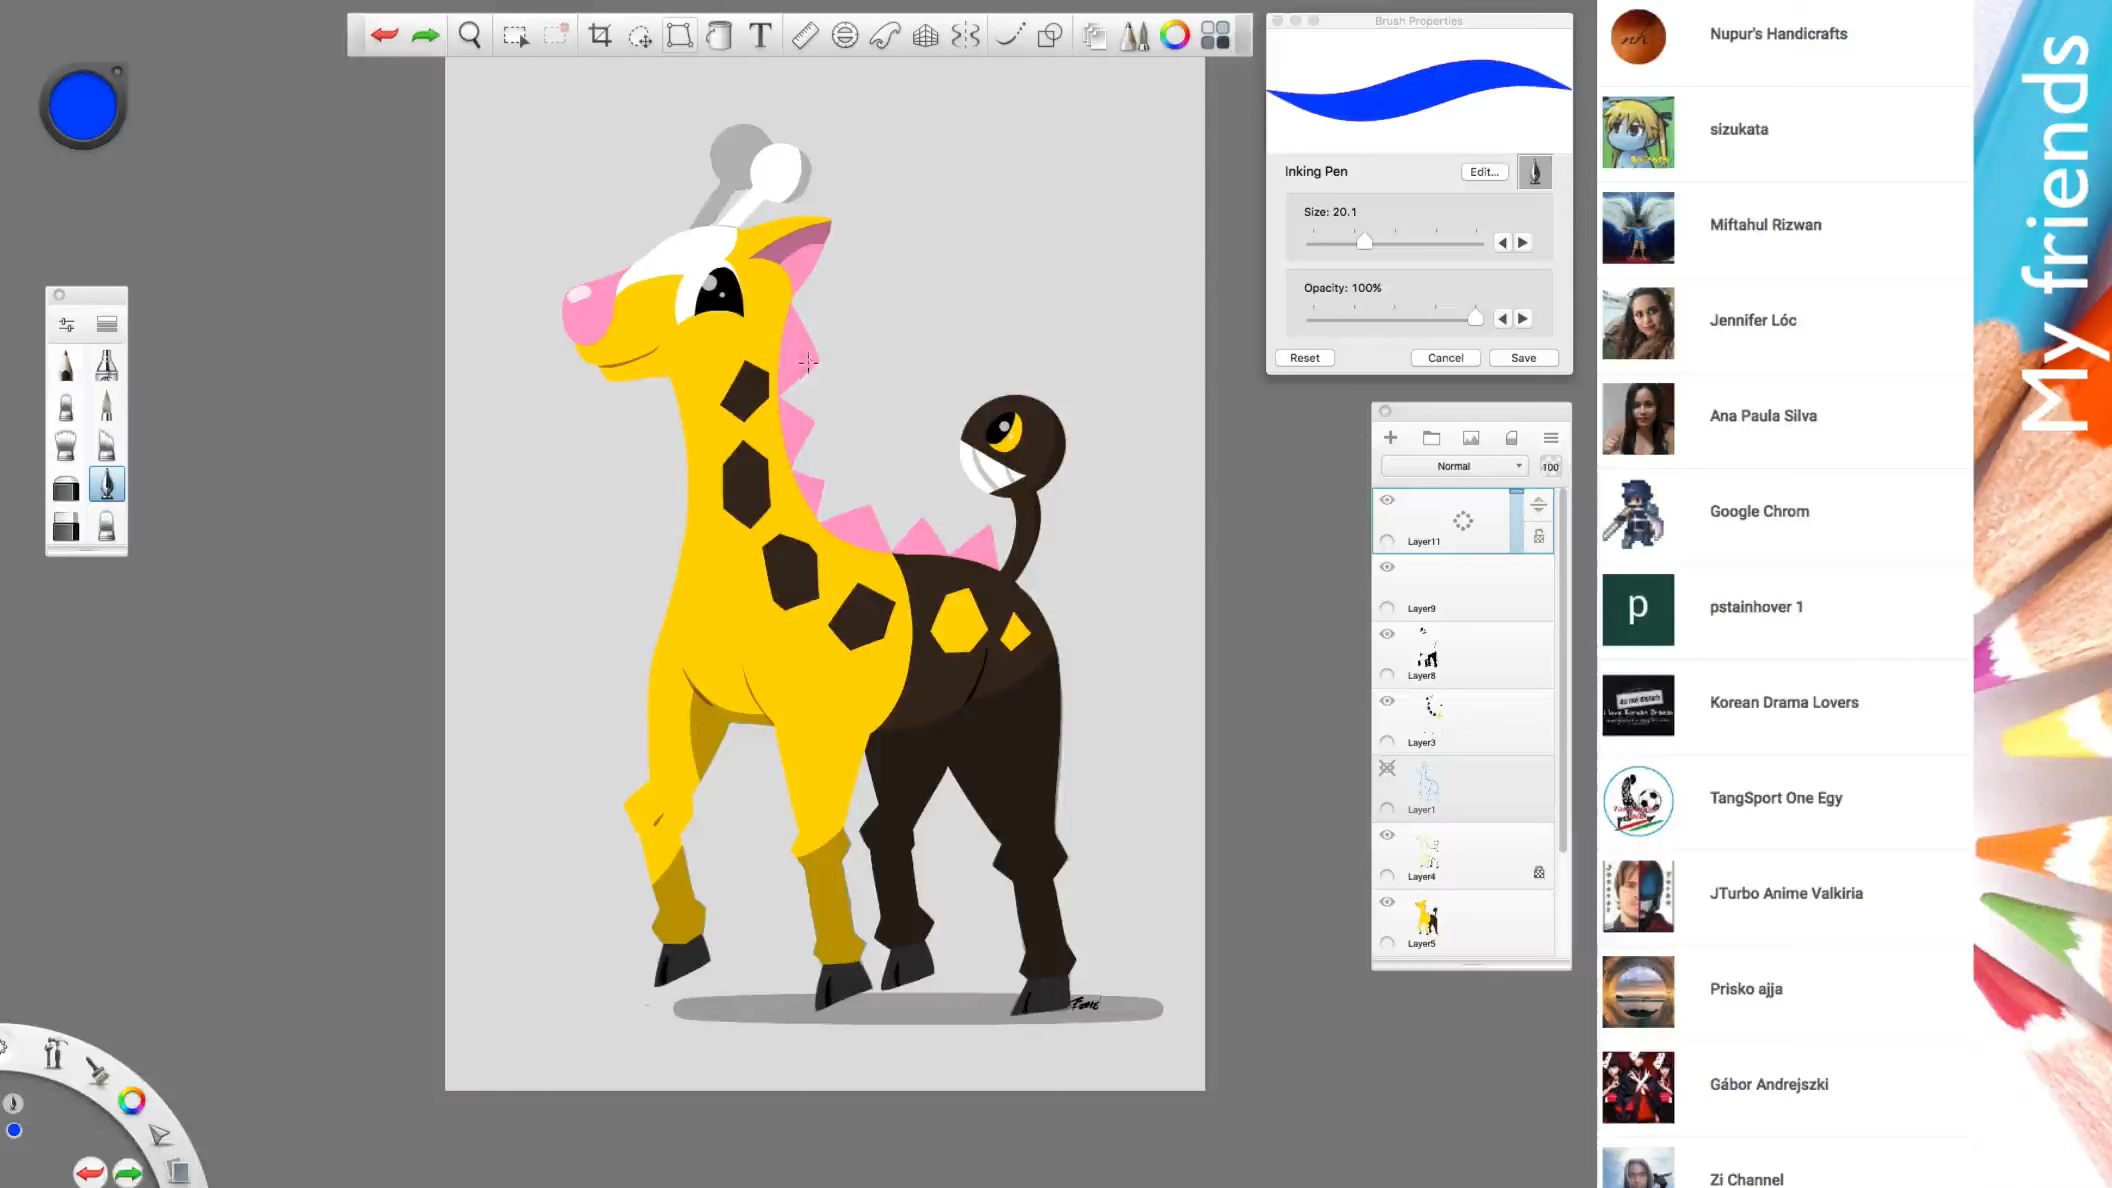 Brush Properties
Inking Pen
Edit...
Size: 20.1
Opacity: 100%
Reset
Cancel
Save
Normal
100
Layer11
Layer9
Layer8
Layer3
Layer1
Layer4
Layer5
Nupur's Handicrafts
sizukata
Miftahul Rizwan
Jennifer Lóc
Ana Paula Silva
Google Chrom
p
pstainhover 1
Korean Drama Lovers
TangSport One Egy
JTurbo Anime Valkiria
Prisko ajja
Gábor Andrejszki
Zi Channel
My friends